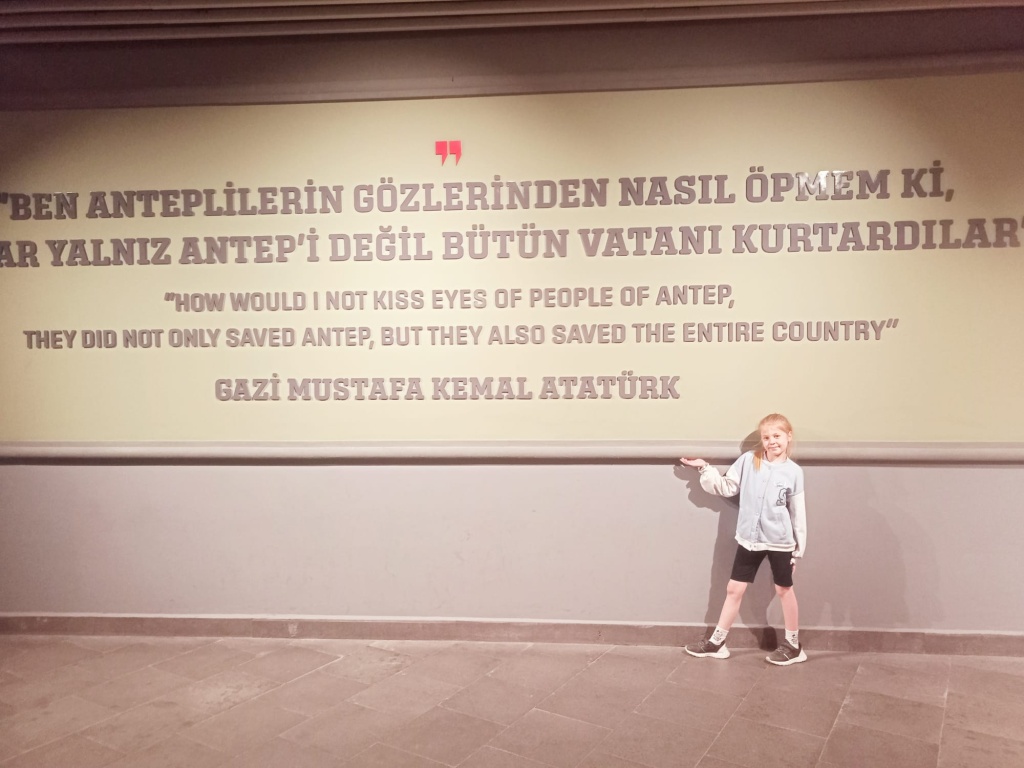 "BEN ANTEPLİLERİN GÖZLERİNDEN NASIL ÖPMEM Kİ,
YALNIZ ANTEP'İ DEĞİL BÜTÜN VATANI KURTARDILAR"
"HOW WOULD I NOT KISS EYES OF PEOPLE OF ANTEP,
THEY DID NOT ONLY SAVED ANTEP, BUT THEY ALSO SAVED THE ENTIRE COUNTRY"
GAZİ MUSTAFA KEMAL ATATÜRK